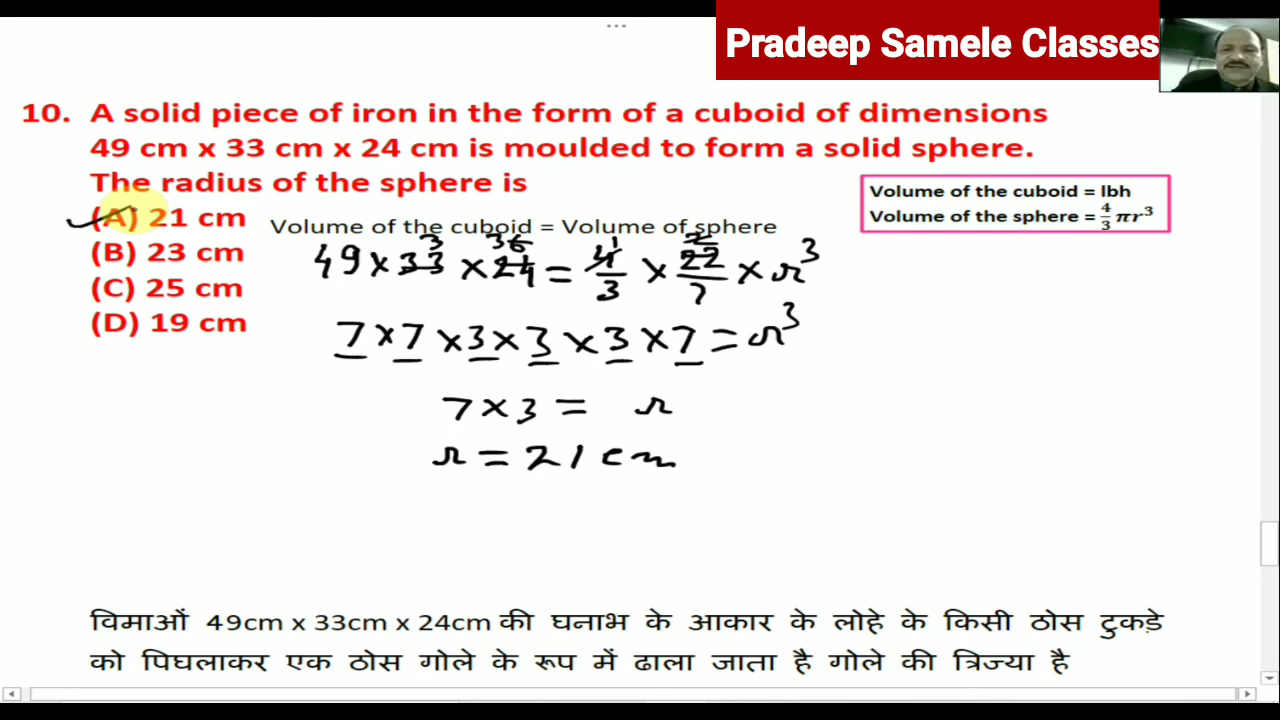 Pradeep Samele Classes
10. A solid piece of iron in the form of a cuboid of dimensions
49 cm x 33 cm x 24 cm is moulded to form a solid sphere.
The radius of the sphere is
(A) 21 cm
(B) 23 cm
(C) 25 cm
(D) 19 cm
Volume of the cuboid = lbh
Volume of the sphere = 4/3 πr³
Volume of the cuboid = Volume of sphere
49 × 33 × 24 = 4/3 × 22/7 × r³
7 × 7 × 3 × 3 × 3 × 7 = r³
7 × 3 = r
r = 21 cm
विमाओं 49cm x 33cm x 24cm की घनाभ के आकार के लोहे के किसी ठोस टुकड़े
को पिघलाकर एक ठोस गोले के रूप में ढाला जाता है गोले की त्रिज्या है